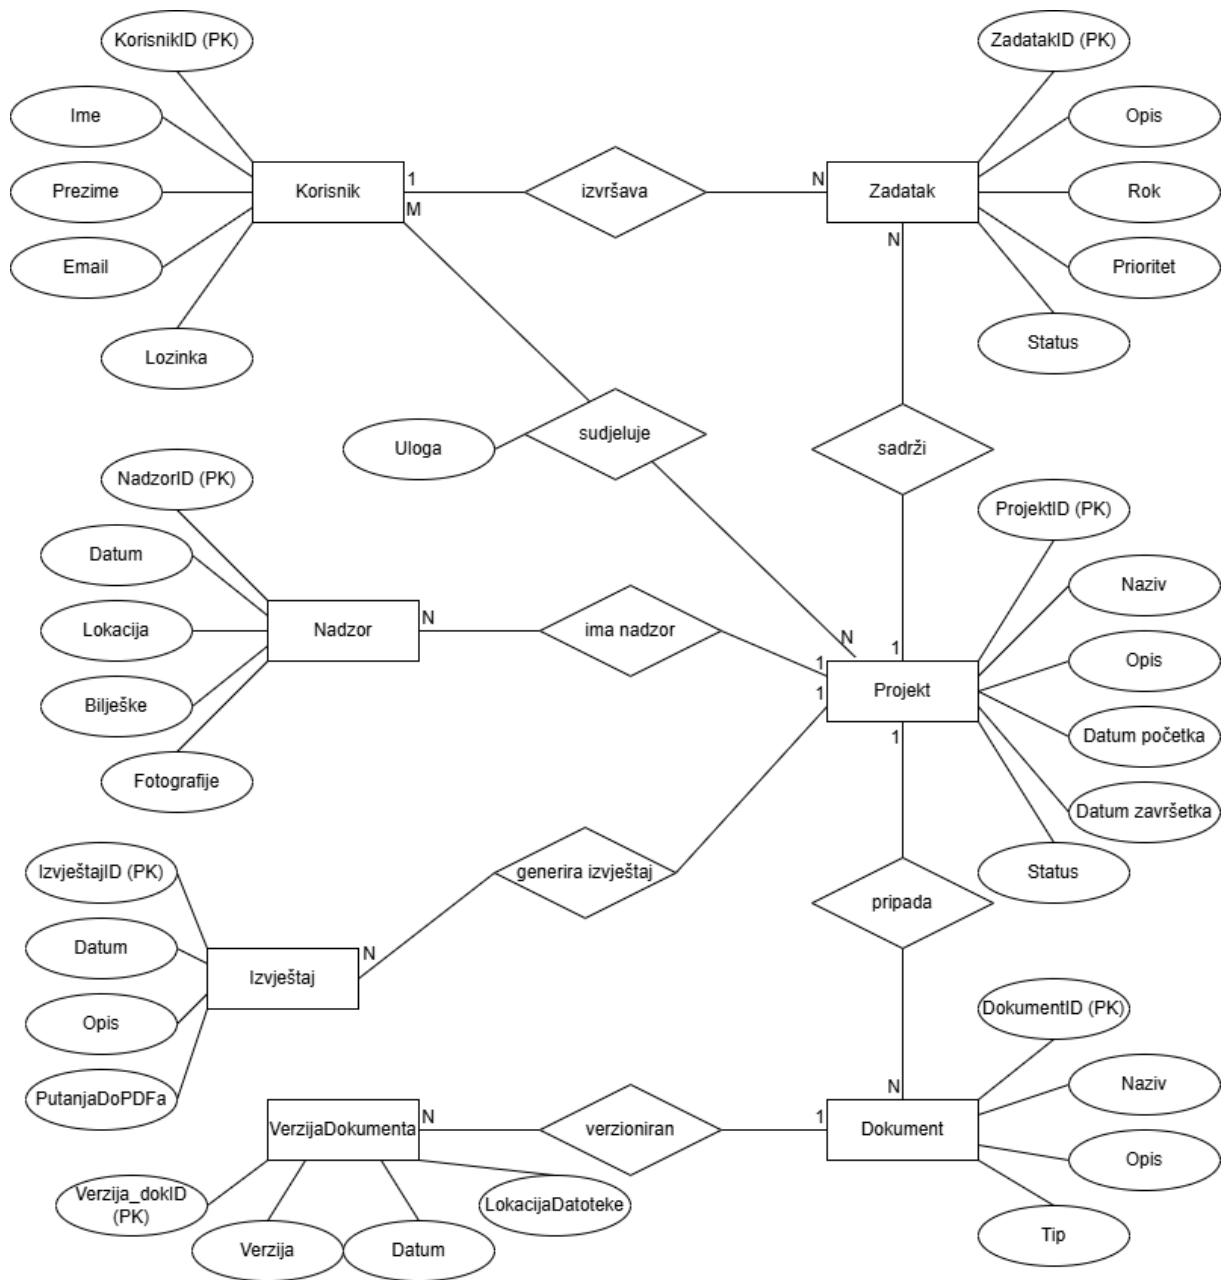 KorisnikID (PK)
ZadatakID (PK)
Ime
Opis
Prezime
Korisnik
1
M
izvršava
N
Zadatak
N
Rok
Email
Prioritet
Lozinka
Status
Uloga
sudjeluje
sadrži
NadzorID (PK)
ProjektID (PK)
Datum
Naziv
Lokacija
Nadzor
N
ima nadzor
N
1
1
1
Projekt
1
Opis
Bilješke
Datum početka
Fotografije
Datum završetka
IzvještajID (PK)
generira izvještaj
Status
pripada
Datum
N
Izvještaj
Opis
DokumentID (PK)
PutanjaDoPDFa
Naziv
VerzijaDokumenta
N
verzioniran
1
N
Dokument
Opis
Verzija_dokID
(PK)
LokacijaDatoteke
Verzija
Datum
Tip